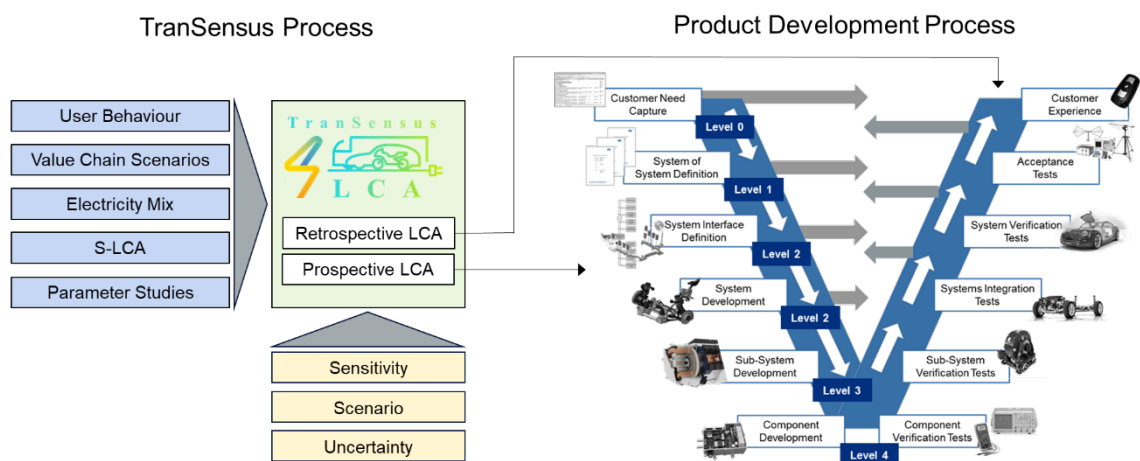 TranSensus Process
Product Development Process
User Behaviour
Value Chain Scenarios
Electricity Mix
S-LCA
Parameter Studies
TranSensus
LCA
Retrospective LCA
Prospective LCA
Sensitivity
Scenario
Uncertainty
Customer Need
Capture
Level 0
System of
System Definition
Level 1
System Interface
Definition
Level 2
System
Development
Level 2
Sub-System
Development
Level 3
Component
Development
Level 4
Customer
Experience
Acceptance
Tests
System Verification
Tests
Systems Integration
Tests
Sub-System
Verification Tests
Component
Verification Tests